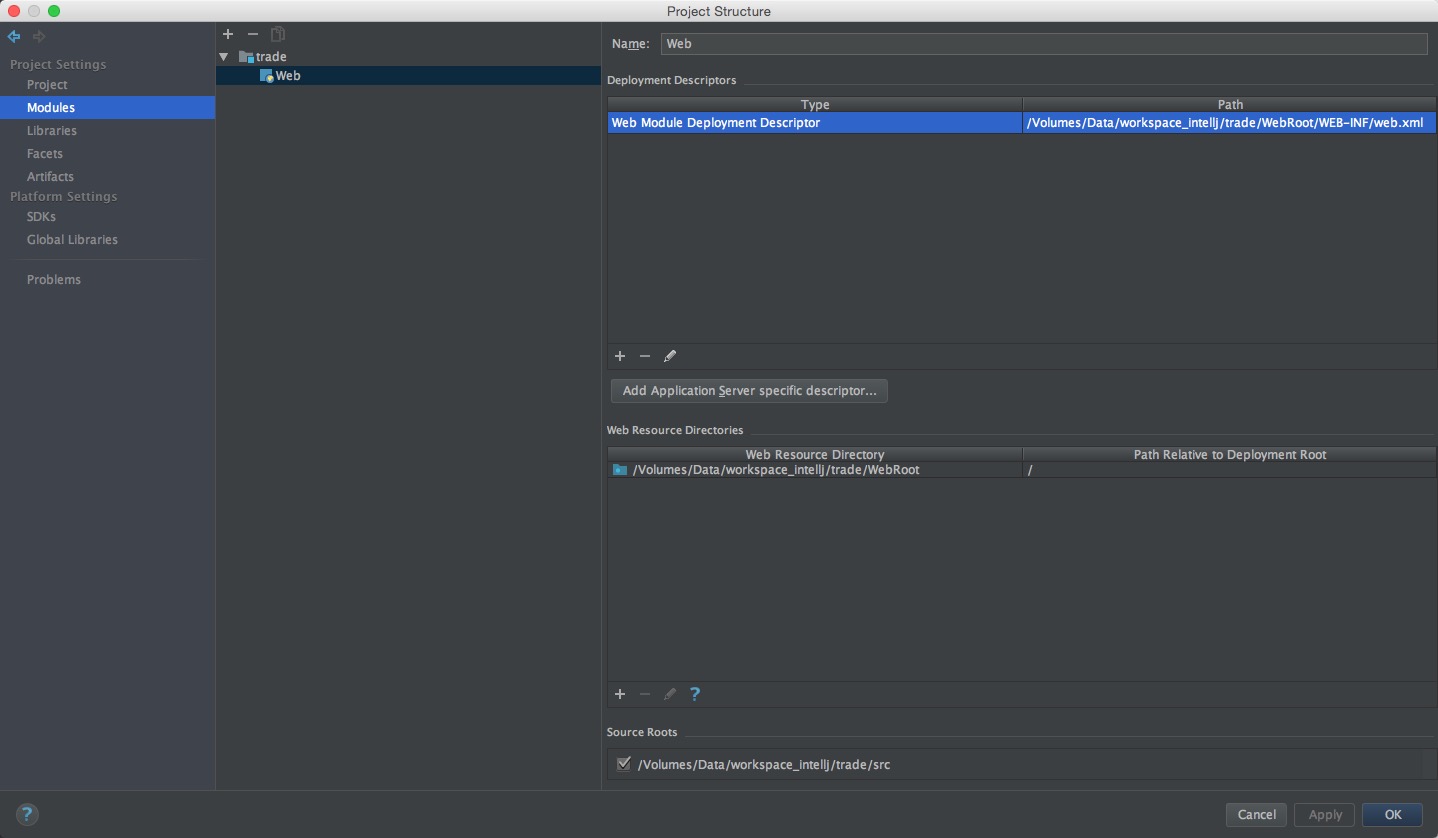 Project Structure
Project Settings
Project
Modules
Libraries
Facets
Artifacts
Platform Settings
SDKs
Global Libraries
Problems
trade
Web
Name: Web
Deployment Descriptors
Type Path
Web Module Deployment Descriptor /Volumes/Data/workspace_intellj/trade/WebRoot/WEB-INF/web.xml
Add Application Server specific descriptor...
Web Resource Directories
Web Resource Directory Path Relative to Deployment Root
/Volumes/Data/workspace_intellj/trade/WebRoot /
?
Source Roots
/Volumes/Data/workspace_intellj/trade/src
? Cancel Apply OK